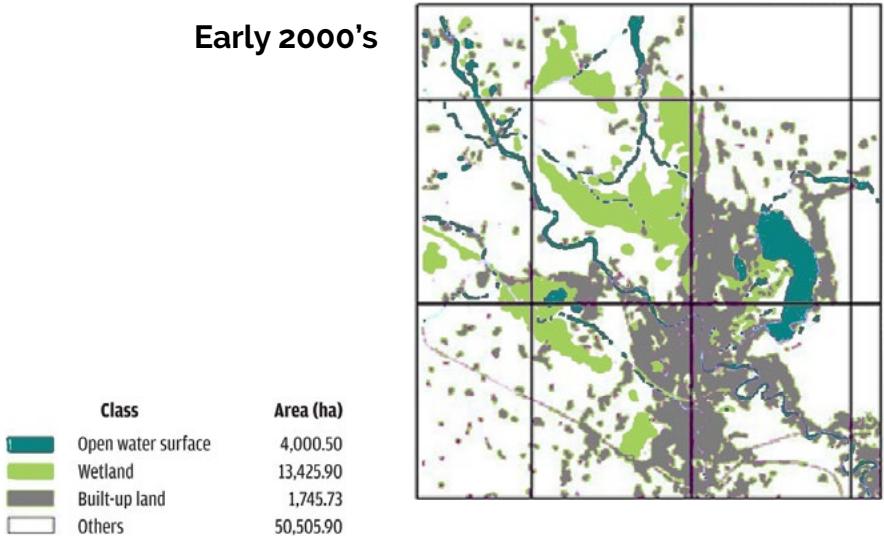 Early 2000's
Class Area (ha)
Open water surface 4,000.50
Wetland 13,425.90
Built-up land 1,745.73
Others 50,505.90